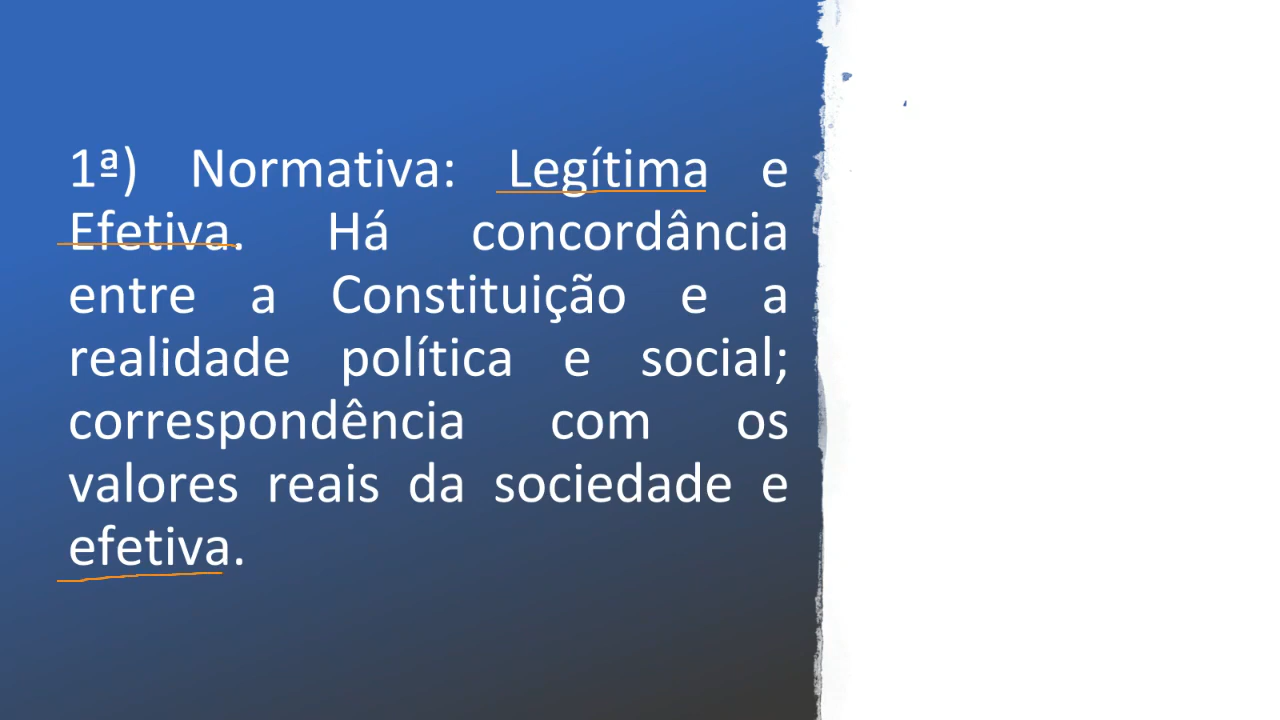 1ª) Normativa: Legítima e
Efetiva. Há concordância
entre a Constituição e a
realidade política e social;
correspondência com os
valores reais da sociedade e
efetiva.